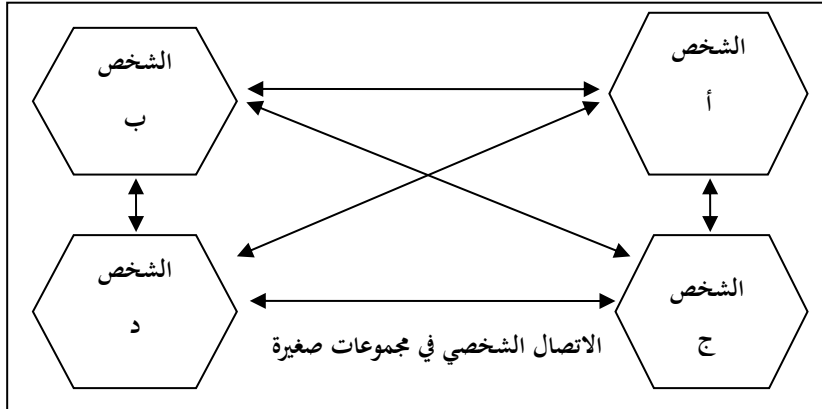 الشخص
أ
الشخص
ب
الشخص
ج
الشخص
د
الاتصال الشخصي في مجموعات صغيرة